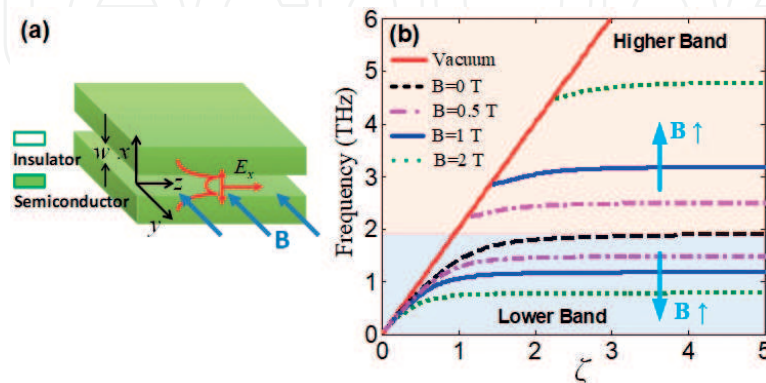 (a)
Insulator
Semiconductor
w
x
z
y
E_x
B
(b)
Frequency (THz)
6
5
4
3
2
1
0
Vacuum
B=0 T
B=0.5 T
B=1 T
B=2 T
Higher Band
B ↑
B ↑
Lower Band
0 1 2 3 4 5
ζ